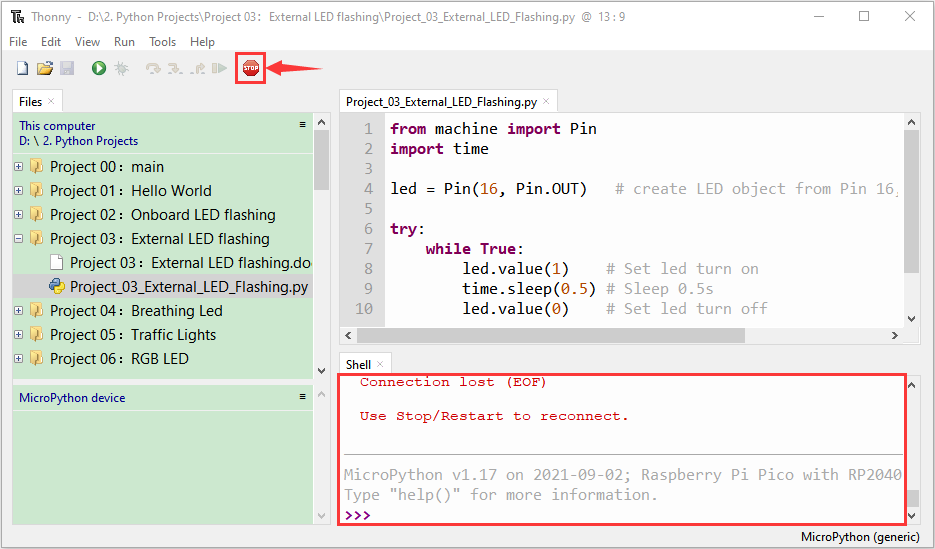 Thonny - D:\2. Python Projects\Project 03：External LED flashing\Project_03_External_LED_Flashing.py @ 13 : 9
File Edit View Run Tools Help
STOP
Files
Project_03_External_LED_Flashing.py
This computer
D: \ 2. Python Projects
Project 00：main
Project 01：Hello World
Project 02：Onboard LED flashing
Project 03：External LED flashing
Project 03：External LED flashing.do
Project_03_External_LED_Flashing.py
Project 04：Breathing Led
Project 05：Traffic Lights
Project 06：RGB LED
MicroPython device
1 from machine import Pin
2 import time
3
4 led = Pin(16, Pin.OUT) # create LED object from Pin 16,
5
6 try:
7 while True:
8 led.value(1) # Set led turn on
9 time.sleep(0.5) # Sleep 0.5s
10 led.value(0) # Set led turn off
Shell
Connection lost (EOF)
Use Stop/Restart to reconnect.
MicroPython v1.17 on 2021-09-02; Raspberry Pi Pico with RP2040
Type "help()" for more information.
>>>
MicroPython (generic)